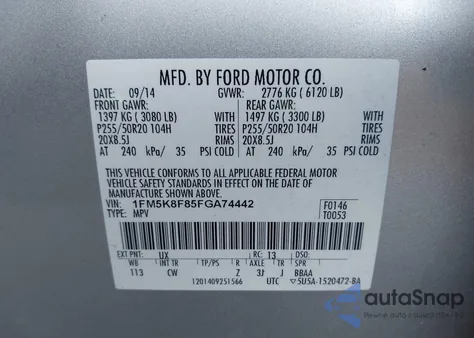 MFD. BY FORD MOTOR CO.
DATE: 09/14 GVWR: 2776 KG ( 6120 LB)
FRONT GAWR: REAR GAWR:
1397 KG ( 3080 LB) WITH 1497 KG ( 3300 LB) WITH
P255/50R20 104H TIRES P255/50R20 104H TIRES
20X8.5J RIMS 20X8.5J RIMS
AT 240 kPa/ 35 PSI COLD AT 240 kPa/ 35 PSI COLD
THIS VEHICLE CONFORMS TO ALL APPLICABLE FEDERAL MOTOR
VEHICLE SAFETY STANDARDS IN EFFECT ON THE DATE OF
MANUFACTURE SHOWN ABOVE.
VIN: 1FM5K8F85FGA74442 F0146
TYPE: MPV T0053
EXT PNT: UX RC: 13 DSO:
WB INT TR TP/PS R AXLE TR SPR
113 CW Z 3J J BBAA
1201409251566 UTC 5U5A-1520472-BA
autoSnap